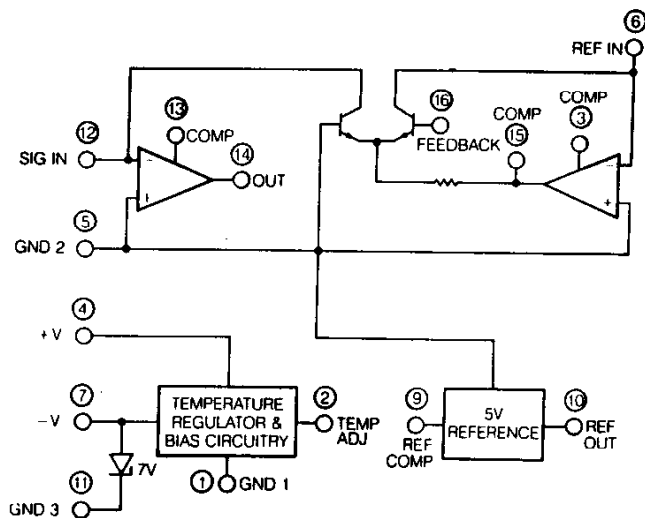 6
REF IN
13
COMP
16
FEEDBACK
COMP
15
COMP
3
12
SIG IN
14
OUT
-
+
-
+
5
GND 2
4
+V
7
-V
TEMPERATURE
REGULATOR &
BIAS CIRCUITRY
2
TEMP
ADJ
9
REF
COMP
5V
REFERENCE
10
REF
OUT
7V
11
GND 3
1
GND 1